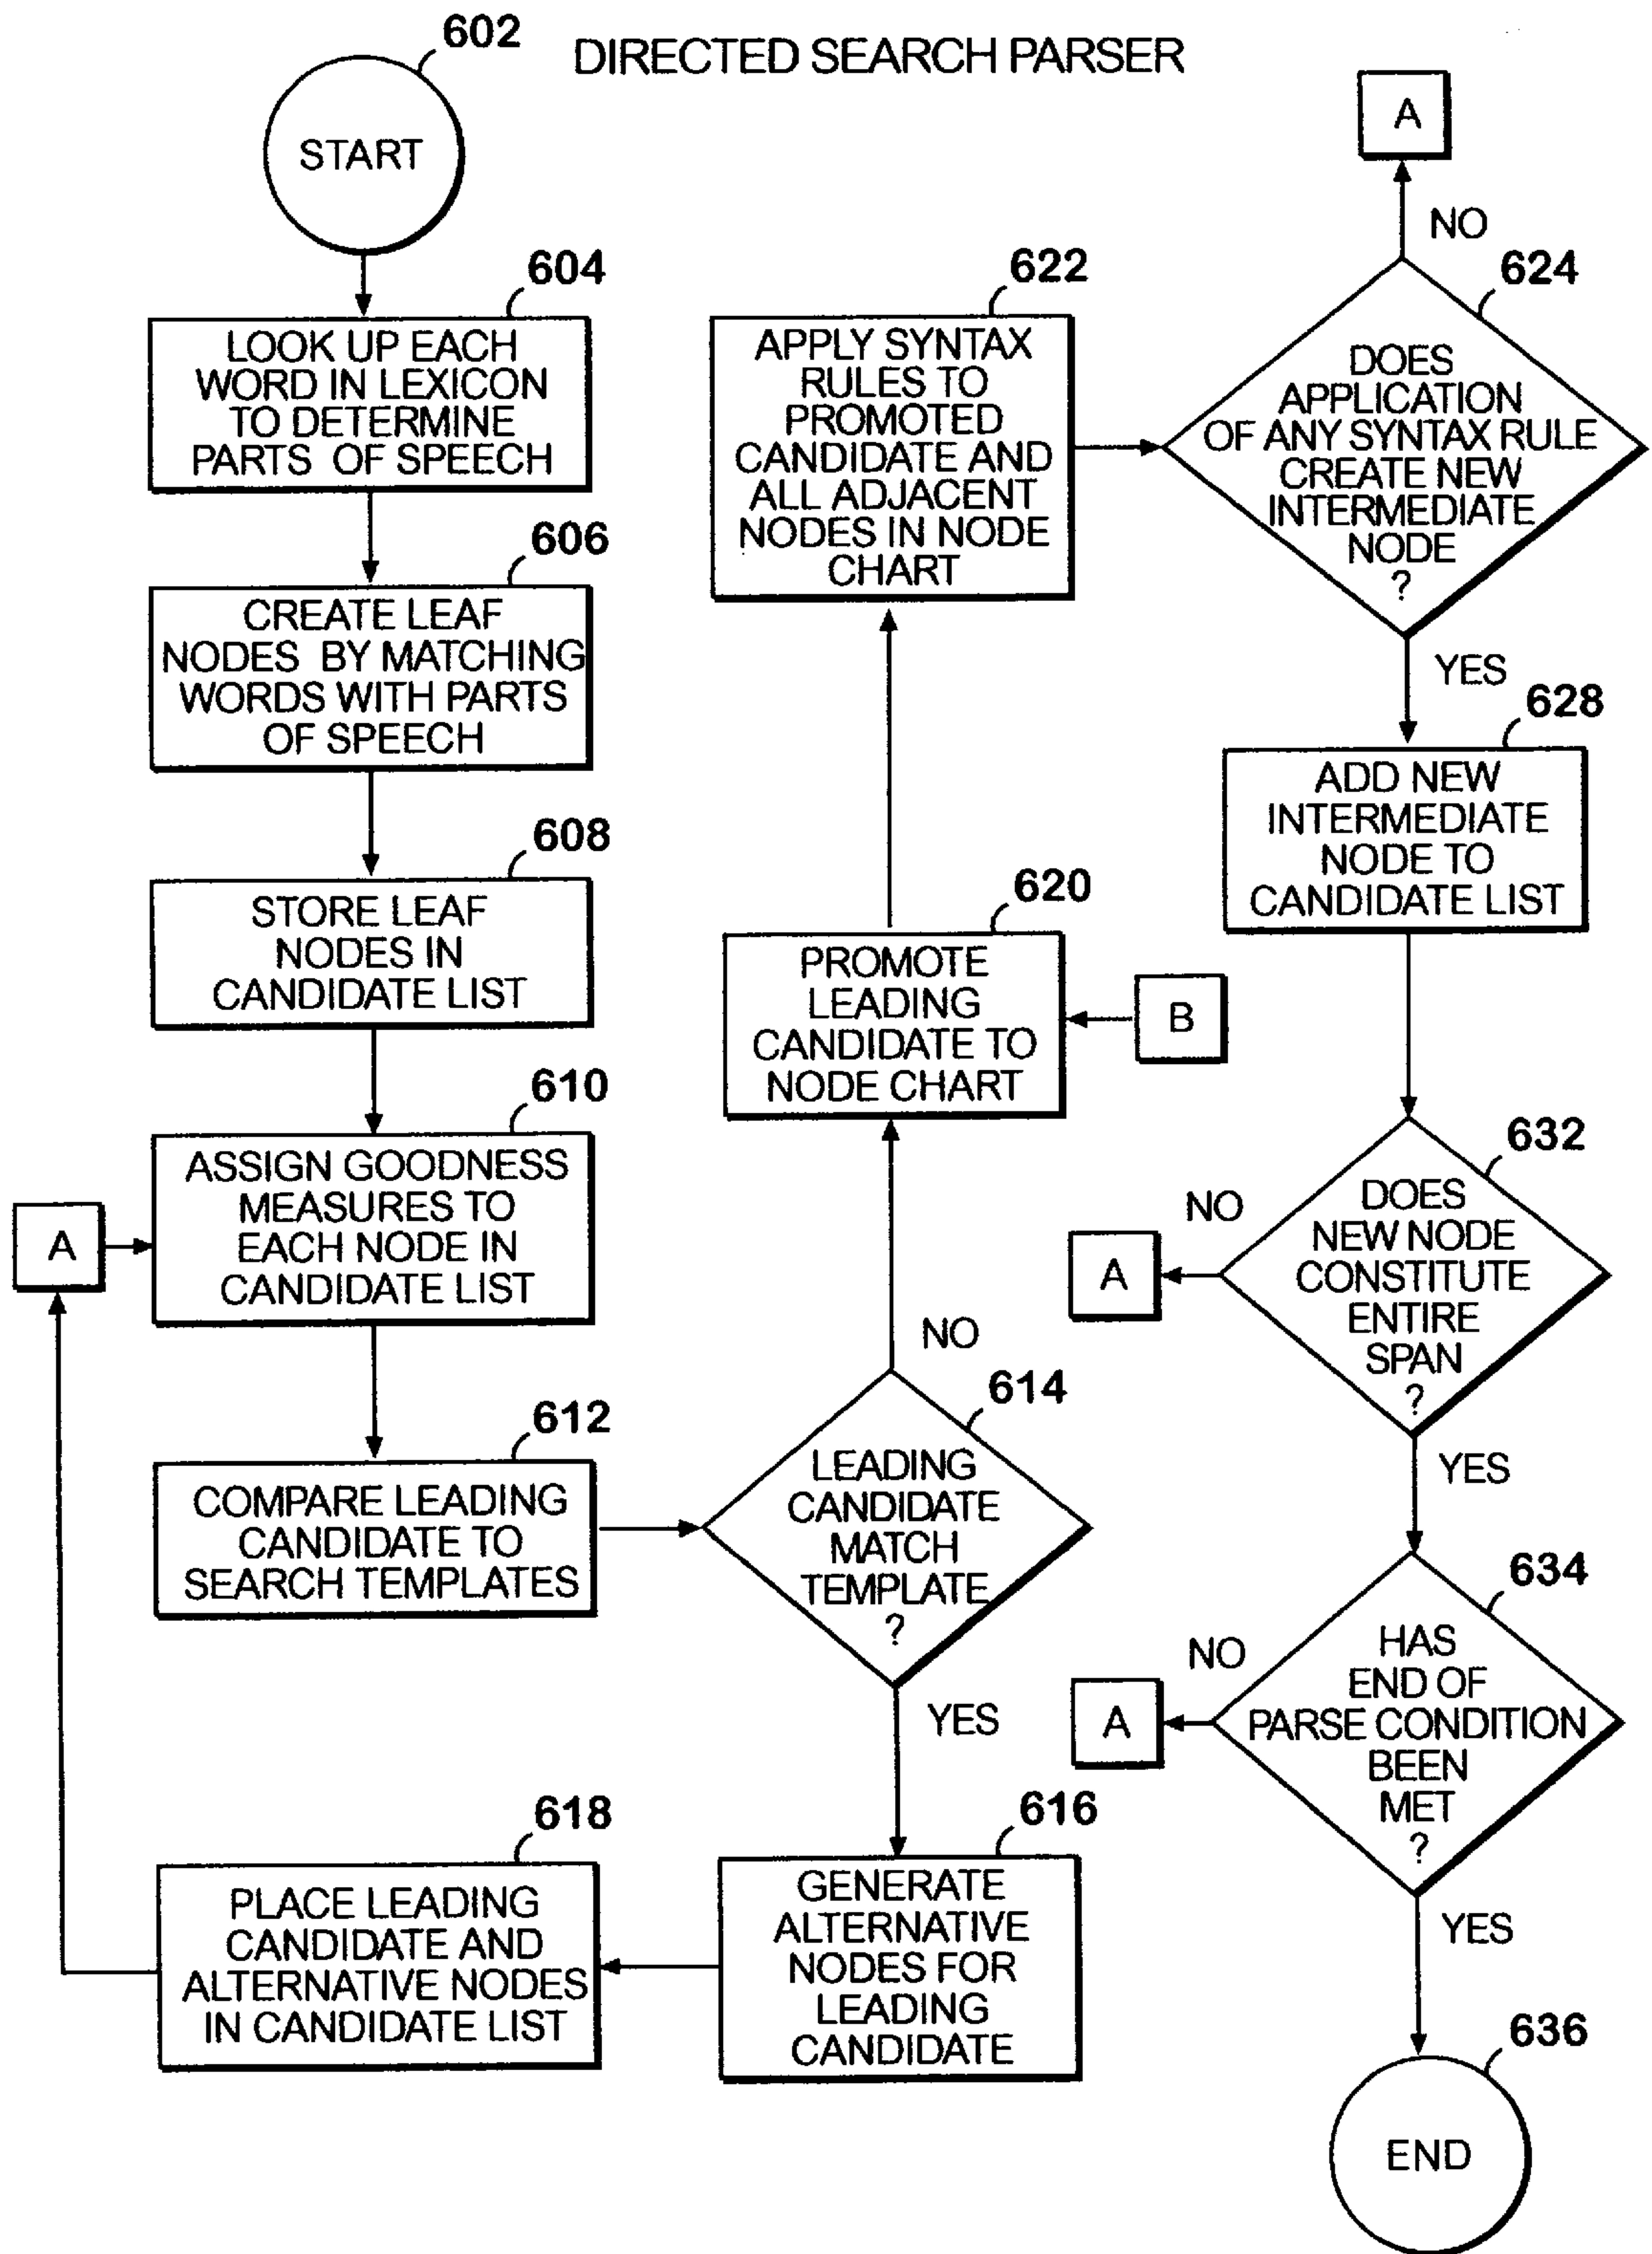 DIRECTED SEARCH PARSER
602
START
604
LOOK UP EACH
WORD IN LEXICON
TO DETERMINE
PARTS OF SPEECH
606
CREATE LEAF
NODES BY MATCHING
WORDS WITH PARTS
OF SPEECH
608
STORE LEAF
NODES IN
CANDIDATE LIST
610
ASSIGN GOODNESS
MEASURES TO
EACH NODE IN
CANDIDATE LIST
A
612
COMPARE LEADING
CANDIDATE TO
SEARCH TEMPLATES
614
LEADING
CANDIDATE
MATCH
TEMPLATE
?
YES
NO
616
GENERATE
ALTERNATIVE
NODES FOR
LEADING
CANDIDATE
618
PLACE LEADING
CANDIDATE AND
ALTERNATIVE NODES
IN CANDIDATE LIST
620
PROMOTE
LEADING
CANDIDATE TO
NODE CHART
B
622
APPLY SYNTAX
RULES TO
PROMOTED
CANDIDATE AND
ALL ADJACENT
NODES IN NODE
CHART
A
NO
624
DOES
APPLICATION
OF ANY SYNTAX RULE
CREATE NEW
INTERMEDIATE
NODE
?
YES
628
ADD NEW
INTERMEDIATE
NODE TO
CANDIDATE LIST
632
DOES
NEW NODE
CONSTITUTE
ENTIRE
SPAN
?
NO
A
YES
634
HAS
END OF
PARSE CONDITION
BEEN
MET
?
NO
A
YES
636
END